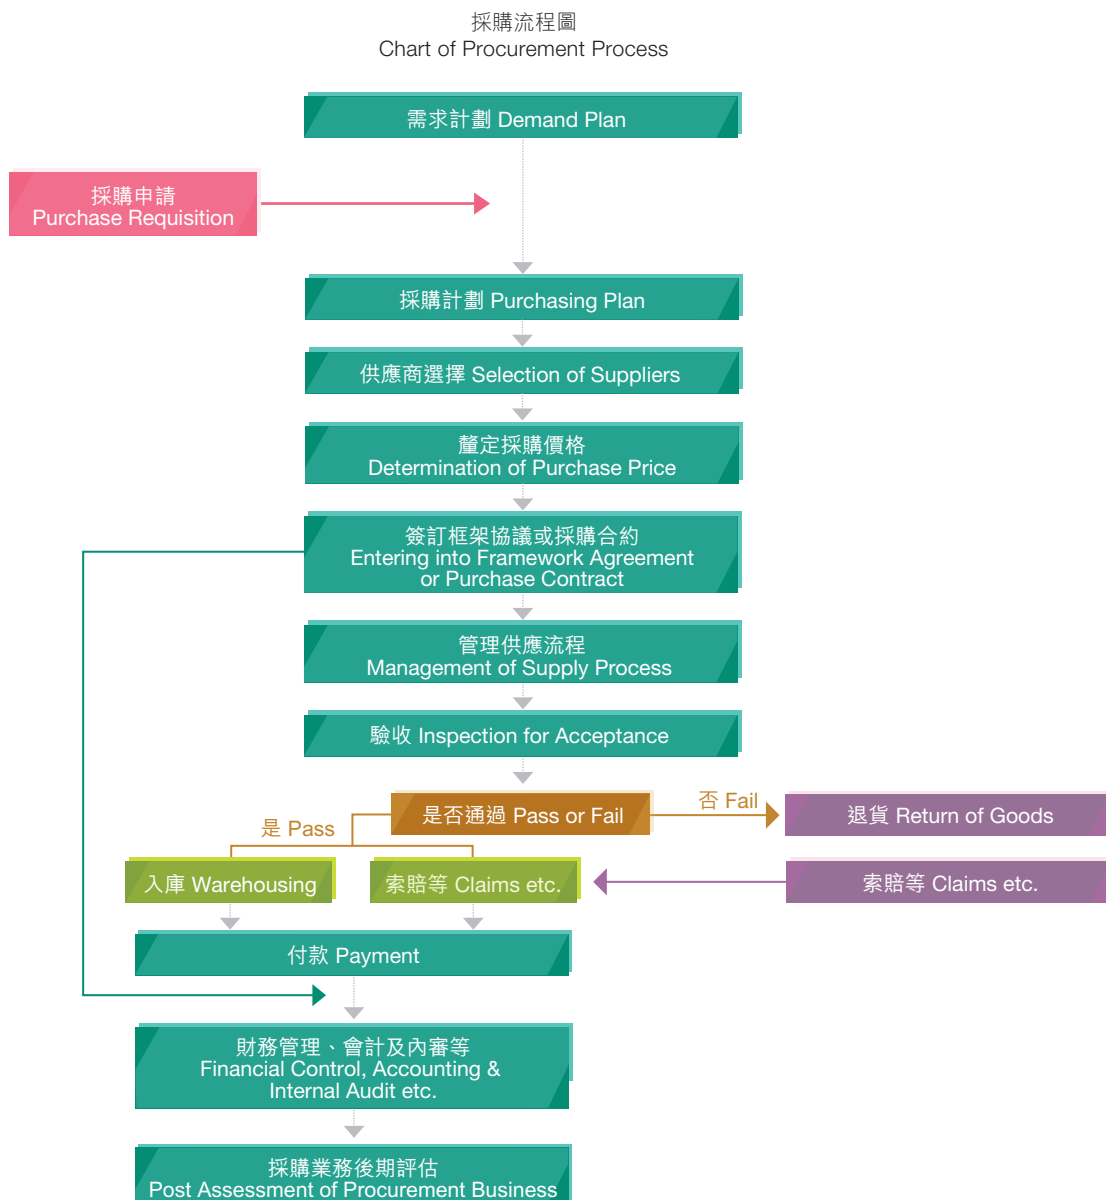 採購流程圖
Chart of Procurement Process
需求計劃 Demand Plan
採購申請
Purchase Requisition
採購計劃 Purchasing Plan
供應商選擇 Selection of Suppliers
釐定採購價格
Determination of Purchase Price
簽訂框架協議或採購合約
Entering into Framework Agreement
or Purchase Contract
管理供應流程
Management of Supply Process
驗收 Inspection for Acceptance
是否通過 Pass or Fail
否 Fail
退貨 Return of Goods
是 Pass
入庫 Warehousing
索賠等 Claims etc.
索賠等 Claims etc.
付款 Payment
財務管理、會計及內審等
Financial Control, Accounting &
Internal Audit etc.
採購業務後期評估
Post Assessment of Procurement Business